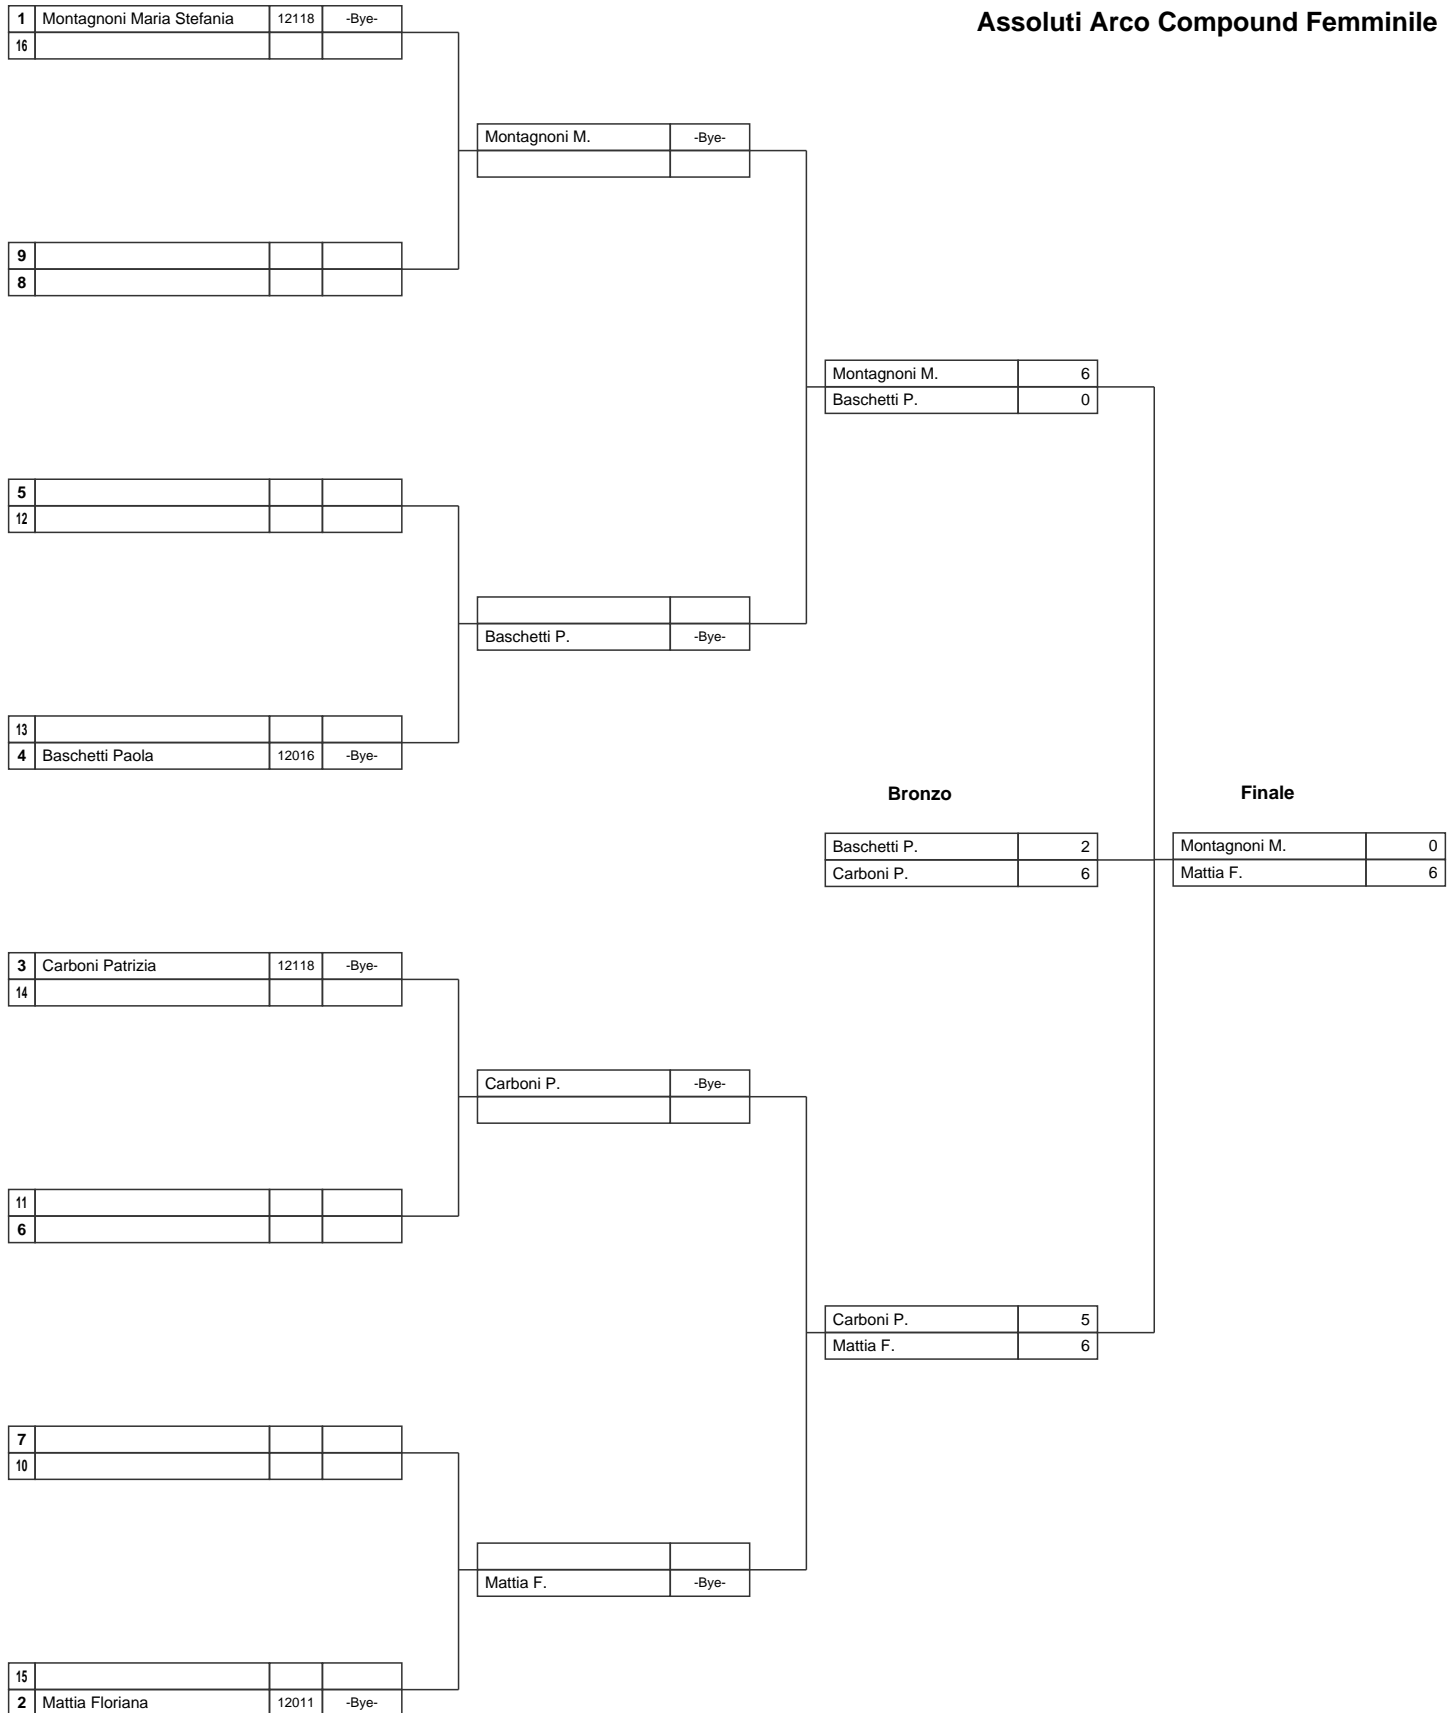 Assoluti Arco Compound Femminile
1 Montagnoni Maria Stefania 12118 -Bye-
16
Montagnoni M. -Bye-
9
8
Montagnoni M. 6
Baschetti P. 0
5
12
Baschetti P. -Bye-
13
4 Baschetti Paola 12016 -Bye-
Bronzo Finale
Baschetti P. 2 Montagnoni M. 0
Carboni P. 6 Mattia F. 6
3 Carboni Patrizia 12118 -Bye-
14
Carboni P. -Bye-
11
6
Carboni P. 5
Mattia F. 6
7
10
Mattia F. -Bye-
15
2 Mattia Floriana 12011 -Bye-